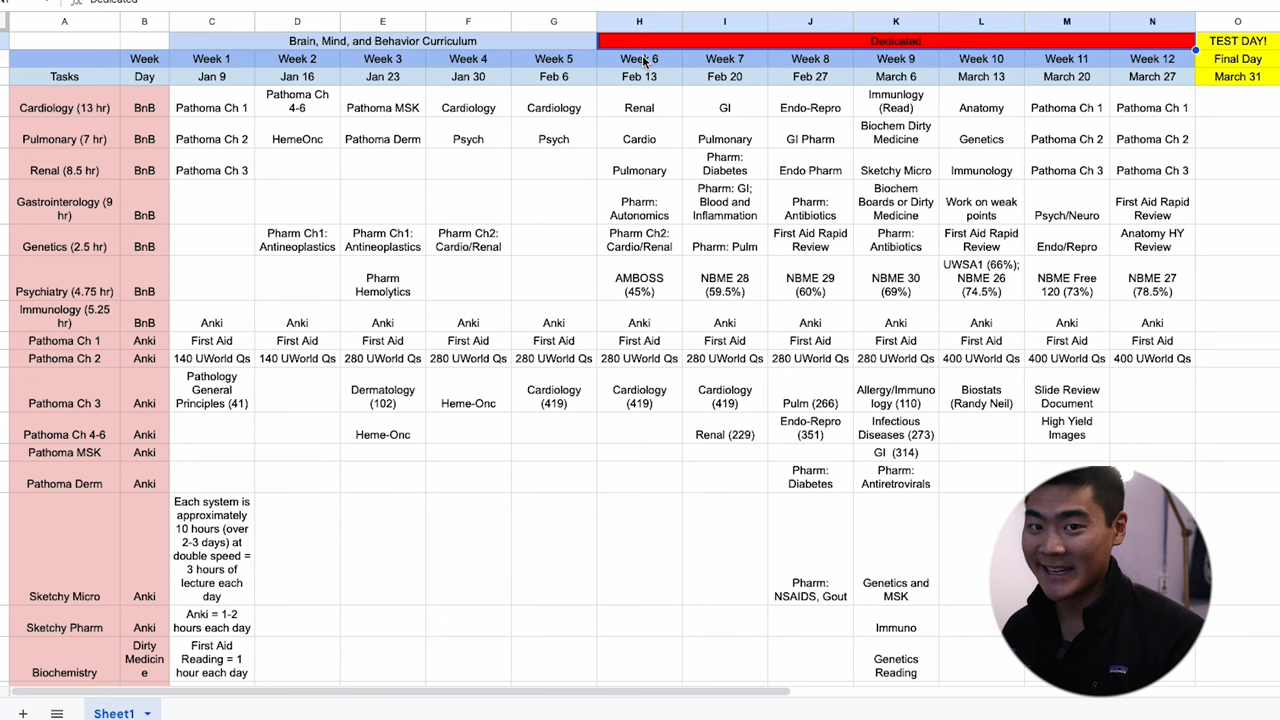 Dedicated
A B C D E F G H I J K L M N O
Brain, Mind, and Behavior Curriculum Dedicated TEST DAY!
Week Week 1 Week 2 Week 3 Week 4 Week 5 Week 6 Week 7 Week 8 Week 9 Week 10 Week 11 Week 12 Final Day
Tasks Day Jan 9 Jan 16 Jan 23 Jan 30 Feb 6 Feb 13 Feb 20 Feb 27 March 6 March 13 March 20 March 27 March 31
Cardiology (13 hr) BnB Pathoma Ch 1 Pathoma Ch 4-6 Pathoma MSK Cardiology Cardiology Renal GI Endo-Repro Immunlogy (Read) Anatomy Pathoma Ch 1 Pathoma Ch 1
Pulmonary (7 hr) BnB Pathoma Ch 2 HemeOnc Pathoma Derm Psych Psych Cardio Pulmonary GI Pharm Biochem Dirty Medicine Genetics Pathoma Ch 2 Pathoma Ch 2
Renal (8.5 hr) BnB Pathoma Ch 3 Pulmonary Pharm: Diabetes Endo Pharm Sketchy Micro Immunology Pathoma Ch 3 Pathoma Ch 3
Gastrointerology (9 hr) BnB Pharm: Autonomics Pharm: GI; Blood and Inflammation Pharm: Antibiotics Biochem Boards or Dirty Medicine Work on weak points Psych/Neuro First Aid Rapid Review
Genetics (2.5 hr) BnB Pharm Ch1: Antineoplastics Pharm Ch1: Antineoplastics Pharm Ch2: Cardio/Renal Pharm Ch2: Cardio/Renal Pharm: Pulm First Aid Rapid Review Pharm: Antibiotics First Aid Rapid Review Endo/Repro Anatomy HY Review
Psychiatry (4.75 hr) BnB Pharm Hemolytics AMBOSS (45%) NBME 28 (59.5%) NBME 29 (60%) NBME 30 (69%) UWSA1 (66%); NBME 26 (74.5%) NBME Free 120 (73%) NBME 27 (78.5%)
Immunology (5.25 hr) BnB Anki Anki Anki Anki Anki Anki Anki Anki Anki Anki Anki Anki
Pathoma Ch 1 Anki First Aid First Aid First Aid First Aid First Aid First Aid First Aid First Aid First Aid First Aid First Aid First Aid
Pathoma Ch 2 Anki 140 UWorld Qs 140 UWorld Qs 280 UWorld Qs 280 UWorld Qs 280 UWorld Qs 280 UWorld Qs 280 UWorld Qs 280 UWorld Qs 280 UWorld Qs 400 UWorld Qs 400 UWorld Qs 400 UWorld Qs
Pathoma Ch 3 Anki Pathology General Principles (41) Dermatology (102) Heme-Onc Cardiology (419) Cardiology (419) Cardiology (419) Pulm (266) Allergy/Immunology (110) Biostats (Randy Neil) Slide Review Document
Pathoma Ch 4-6 Anki Heme-Onc Renal (229) Endo-Repro (351) Infectious Diseases (273) High Yield Images
Pathoma MSK Anki GI (314)
Pathoma Derm Anki Pharm: Diabetes Pharm: Antiretrovirals
Sketchy Micro Anki Each system is approximately 10 hours (over 2-3 days) at double speed = 3 hours of lecture each day Pharm: NSAIDS, Gout Genetics and MSK
Sketchy Pharm Anki Anki = 1-2 hours each day Immuno
Biochemistry Dirty Medicine First Aid Reading = 1 hour each day Genetics Reading
Sheet1